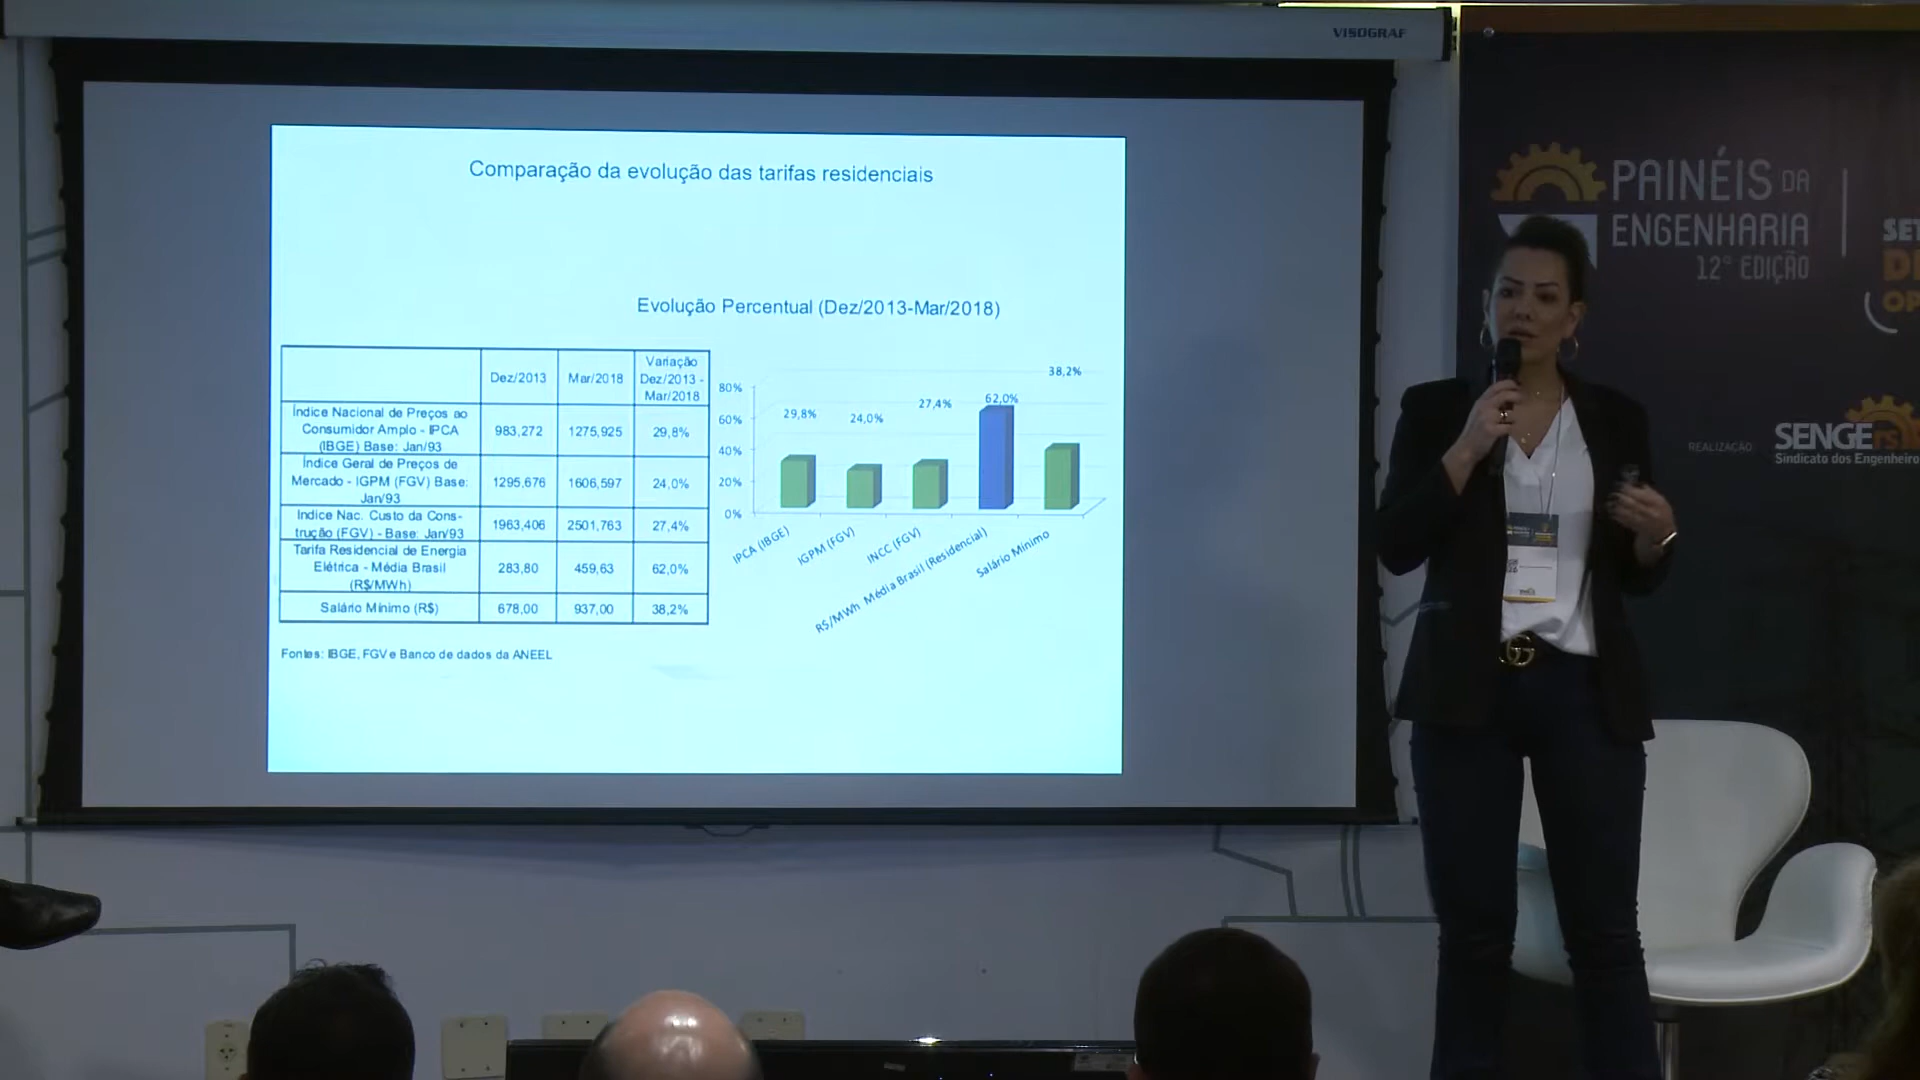 VISOGRAF
Comparação da evolução das tarifas residenciais
Evolução Percentual (Dez/2013-Mar/2018)
Dez/2013 Mar/2018 Variação
Dez/2013 -
Mar/2018
Índice Nacional de Preços ao
Consumidor Amplo - IPCA
(IBGE) Base: Jan/93
983,272 1275,925 29,8%
Índice Geral de Preços de
Mercado - IGPM (FGV) Base:
Jan/93
1295,676 1606,597 24,0%
Indice Nac. Custo da Cons-
trução (FGV) - Base: Jan/93
1963,406 2501,763 27,4%
Tarifa Residencial de Energia
Elétrica - Média Brasil
(R$/MWh)
283,80 459,63 62,0%
Salário Mínimo (R$) 678,00 937,00 38,2%
Fontes: IBGE, FGV e Banco de dados da ANEEL
80%
60%
40%
20%
0%
29,8%
24,0%
27,4%
62,0%
38,2%
IPCA (IBGE)
IGPM (FGV)
INCC (FGV)
R$/MWh Média Brasil (Residencial)
Salário Mínimo
PAINÉIS DA
ENGENHARIA
12ª EDIÇÃO
SET
DE
OP
REALIZAÇÃO
SENGE rs
Sindicato dos Engenheiro